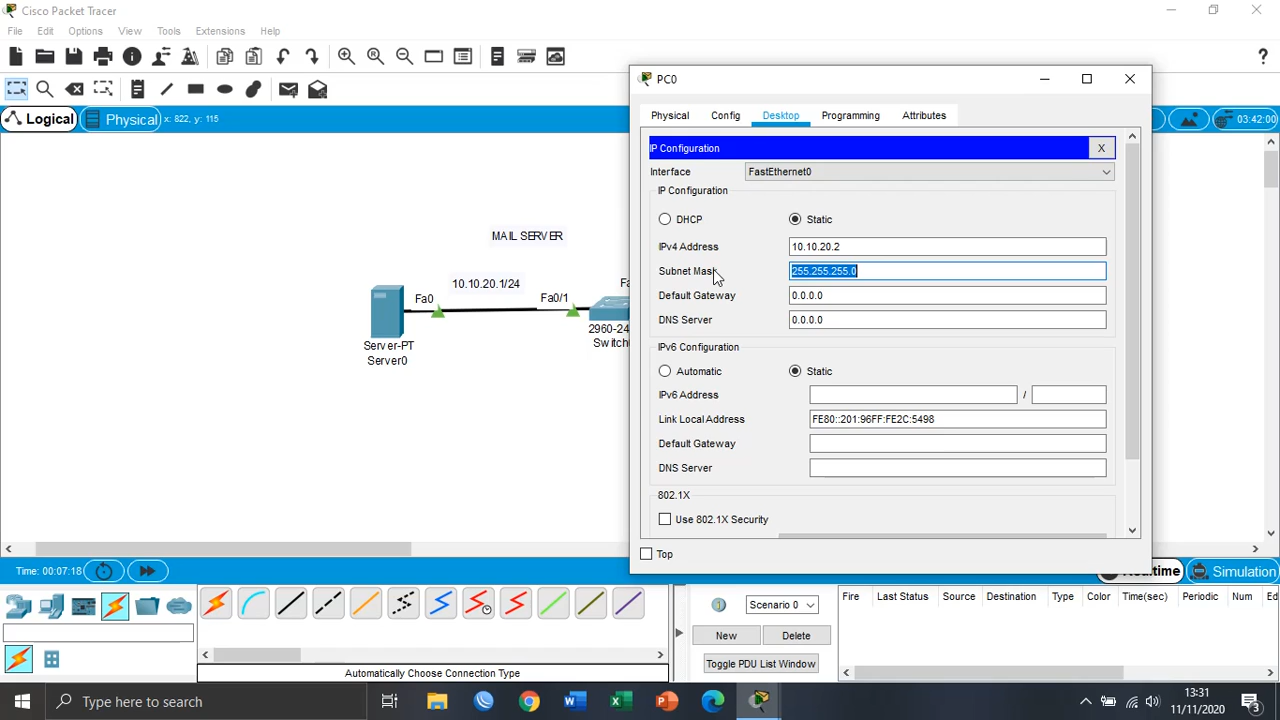 Cisco Packet Tracer
File Edit Options View Tools Extensions Help
?
Logical
Physical
x: 822, y: 115
03:42:00
MAIL SERVER
10.10.20.1/24
Fa0
Fa0/1
Fa
2960-24
Switch
Server-PT
Server0
PC0
Physical Config Desktop Programming Attributes
IP Configuration X
Interface FastEthernet0
IP Configuration
DHCP Static
IPv4 Address 10.10.20.2
Subnet Mask 255.255.255.0
Default Gateway 0.0.0.0
DNS Server 0.0.0.0
IPv6 Configuration
Automatic Static
IPv6 Address /
Link Local Address FE80::201:96FF:FE2C:5498
Default Gateway
DNS Server
802.1X
Use 802.1X Security
Top
Time: 00:07:18
Realtime
Simulation
Scenario 0
New Delete
Toggle PDU List Window
Fire Last Status Source Destination Type Color Time(sec) Periodic Num Ed
Automatically Choose Connection Type
Type here to search
13:31
11/11/2020
3